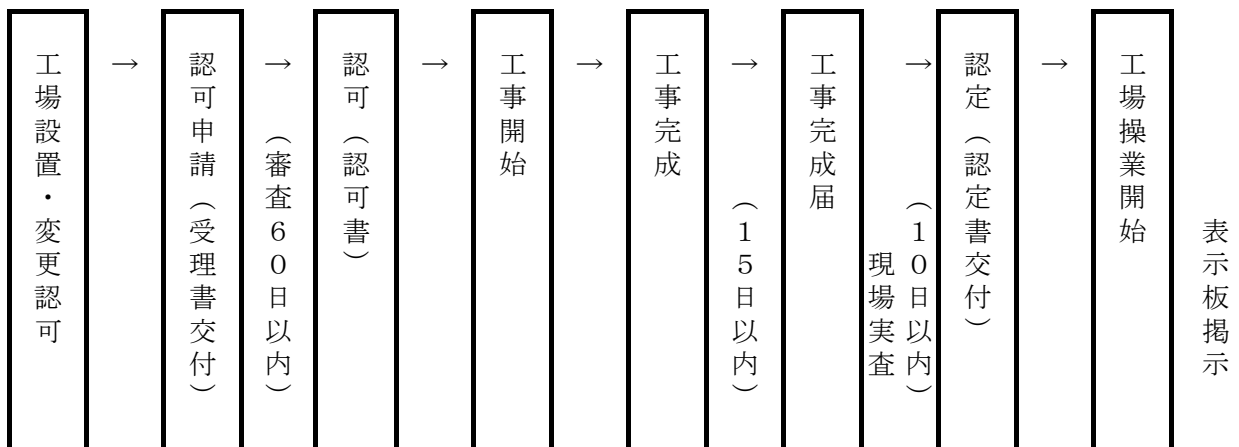 工場設置・変更認可
→
認可申請（受理書交付）
→
（審査６０日以内）
認可（認可書）
→
工事開始
→
工事完成
→
（１５日以内）
工事完成届
→
（１０日以内）
現場実査
認定（認定書交付）
→
工場操業開始
表示板掲示